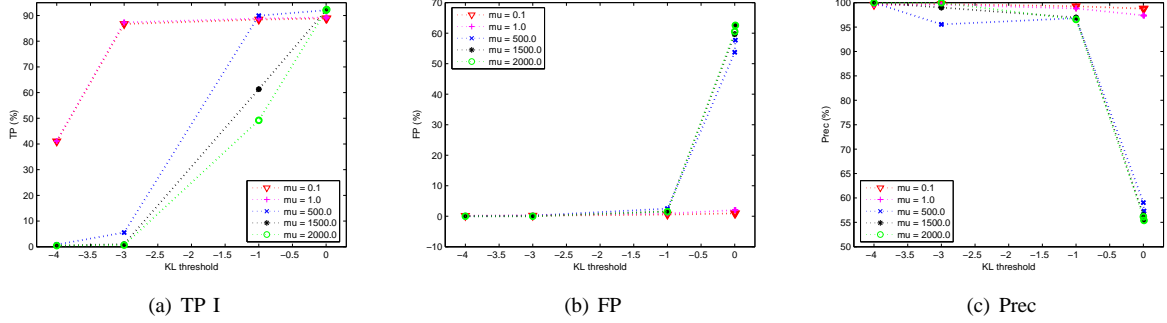 100
90
80
70
60
50
40
30
20
10
0
TP (%)
−4
−3.5
−3
−2.5
−2
−1.5
−1
−0.5
0
KL threshold
mu = 0.1
mu = 1.0
mu = 500.0
mu = 1500.0
mu = 2000.0
(a) TP I
70
60
50
40
30
20
10
0
−10
FP (%)
−4
−3.5
−3
−2.5
−2
−1.5
−1
−0.5
0
KL threshold
mu = 0.1
mu = 1.0
mu = 500.0
mu = 1500.0
mu = 2000.0
(b) FP
100
95
90
85
80
75
70
65
60
55
50
Prec (%)
−4
−3.5
−3
−2.5
−2
−1.5
−1
−0.5
0
KL threshold
mu = 0.1
mu = 1.0
mu = 500.0
mu = 1500.0
mu = 2000.0
(c) Prec